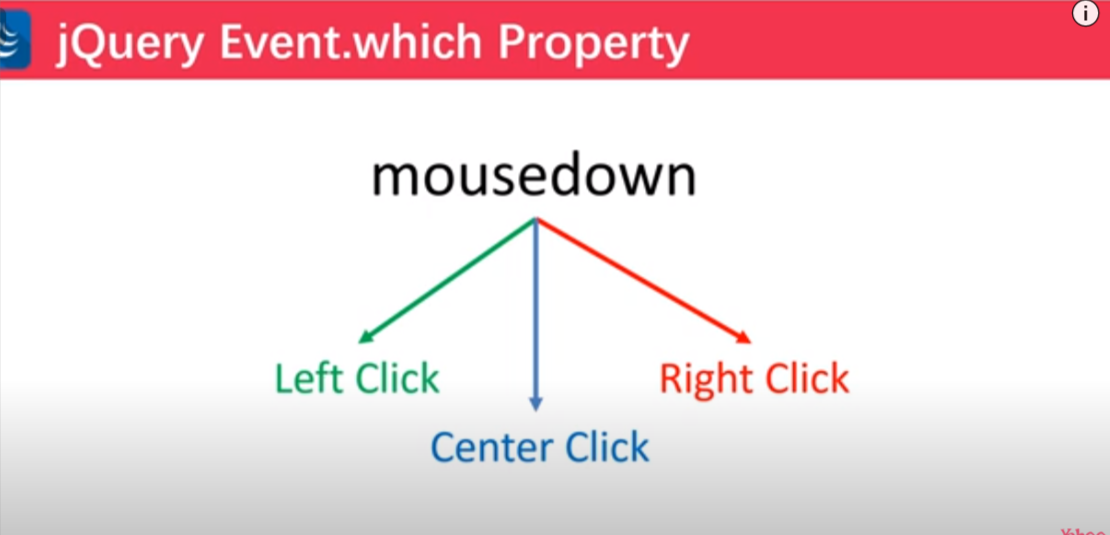 jQuery Event.which Property
mousedown
Left Click
Right Click
Center Click